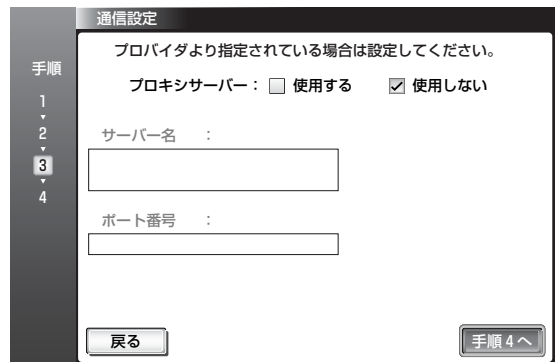 通信設定
プロバイダより指定されている場合は設定してください。
手順
1
2
3
4
プロキシサーバー： 使用する 使用しない
サーバー名 ：
ポート番号 ：
戻る 手順４へ